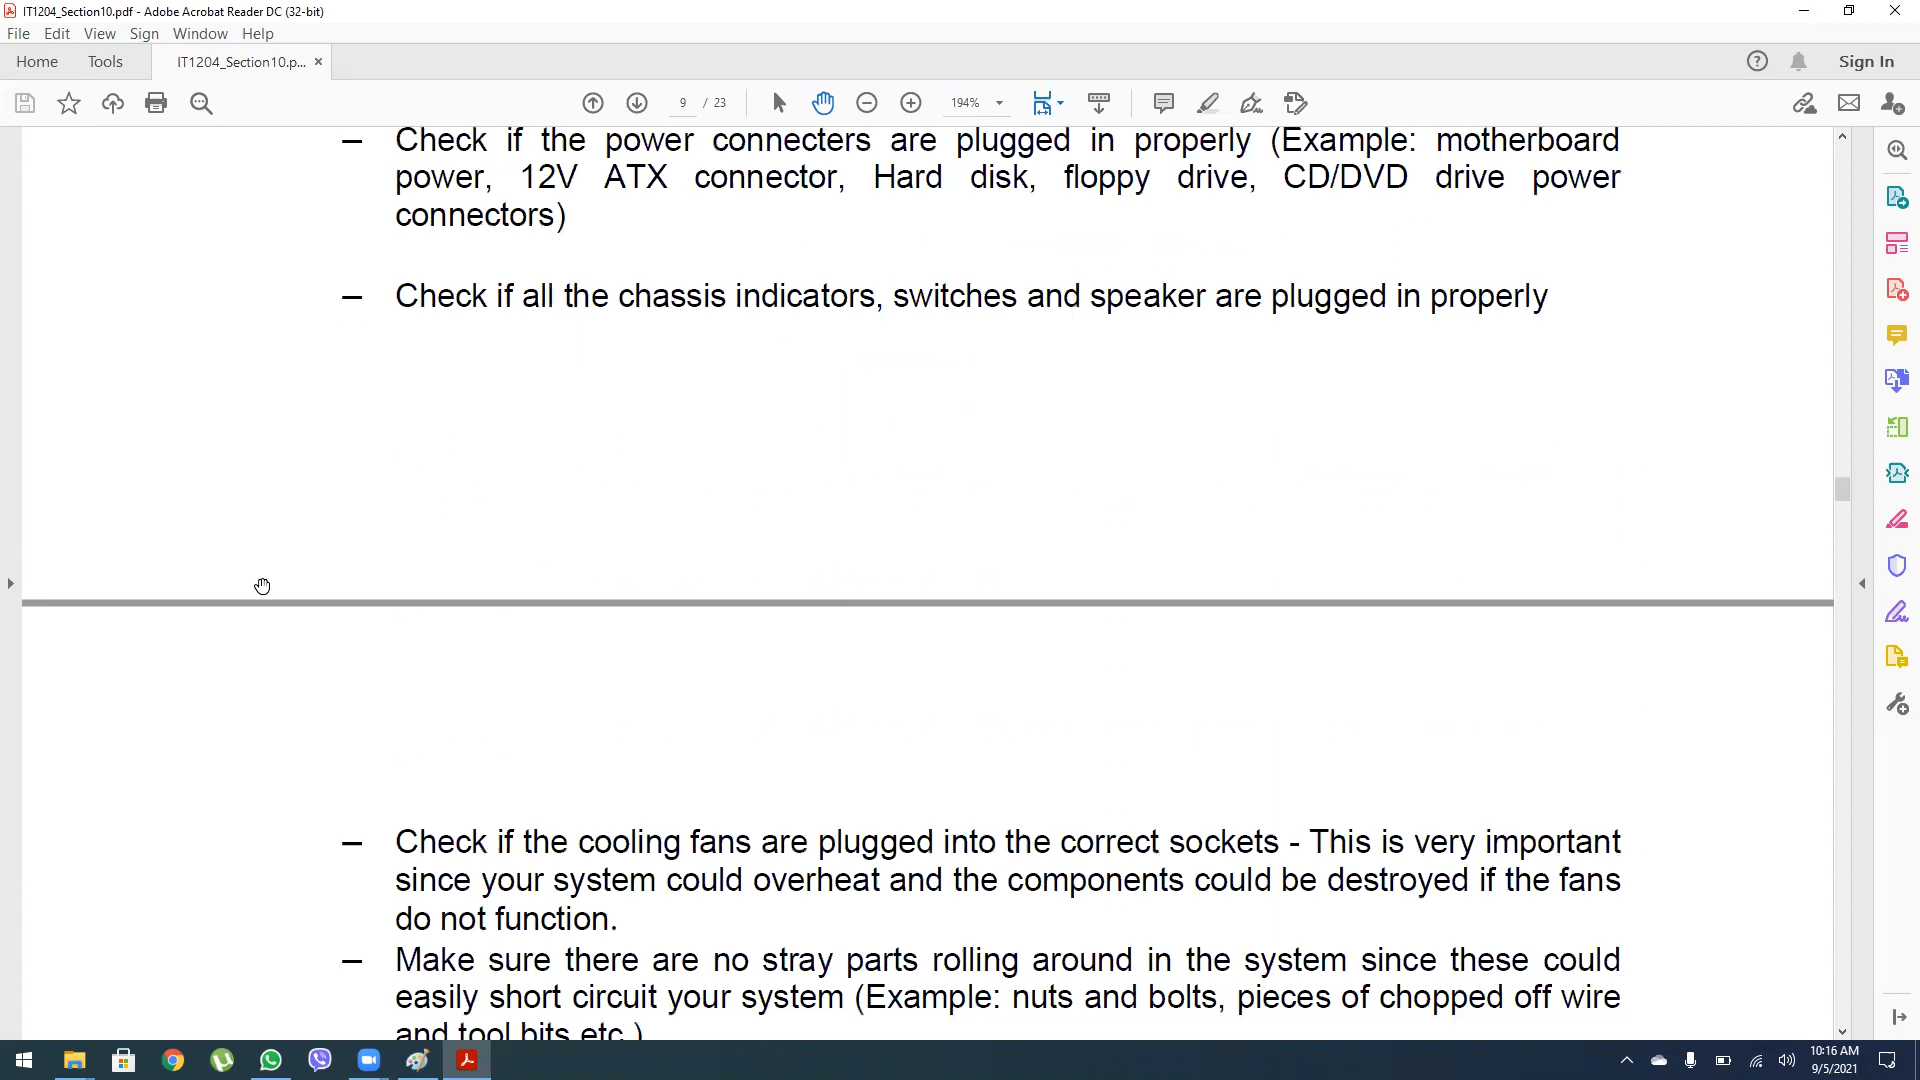 IT1204_Section10.pdf - Adobe Acrobat Reader DC (32-bit)
File Edit View Sign Window Help
Home Tools IT1204_Section10.p... × Sign In
9 / 23 194%
– Check if the power connecters are plugged in properly (Example: motherboard
power, 12V ATX connector, Hard disk, floppy drive, CD/DVD drive power
connectors)
– Check if all the chassis indicators, switches and speaker are plugged in properly
– Check if the cooling fans are plugged into the correct sockets - This is very important
since your system could overheat and the components could be destroyed if the fans
do not function.
– Make sure there are no stray parts rolling around in the system since these could
easily short circuit your system (Example: nuts and bolts, pieces of chopped off wire
and tool bits etc.)
10:16 AM
9/5/2021